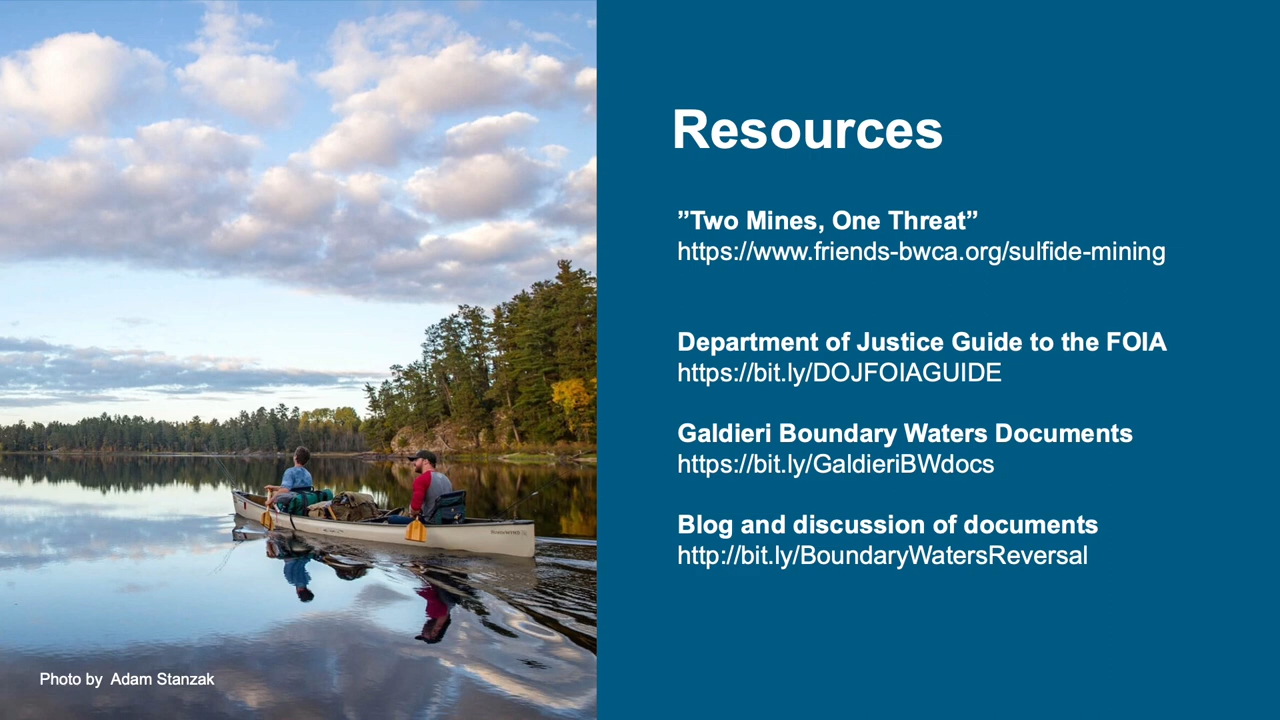 Resources
”Two Mines, One Threat”
https://www.friends-bwca.org/sulfide-mining
Department of Justice Guide to the FOIA
https://bit.ly/DOJFOIAGUIDE
Galdieri Boundary Waters Documents
https://bit.ly/GaldieriBWdocs
Blog and discussion of documents
http://bit.ly/BoundaryWatersReversal
Photo by Adam Stanzak